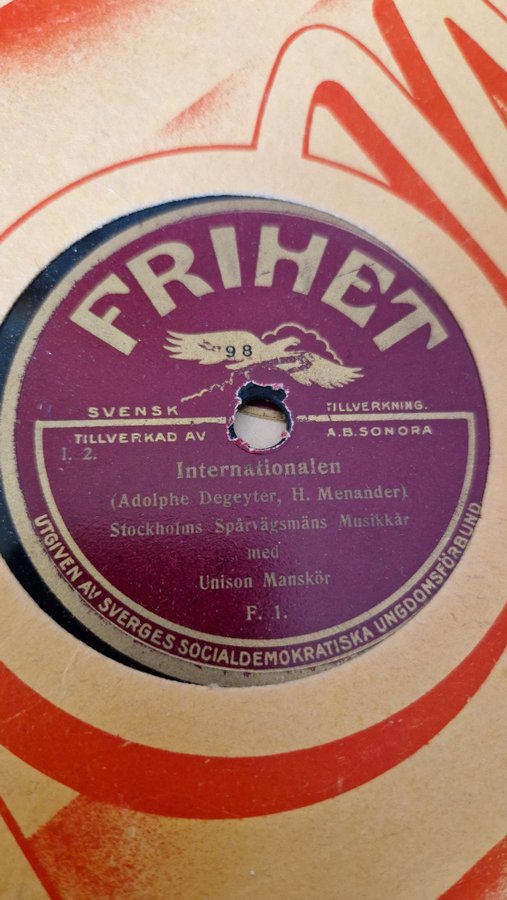 FRIHET
98
SVENSK TILLVERKNING.
TILLVERKAD AV A.B. SONORA
I. 2.
Internationalen
(Adolphe Degeyter, H. Menander)
Stockholms Spårvägsmäns Musikkår
med
Unison Manskör
F. 1.
UTGIVEN AV SVERGES SOCIALDEMOKRATISKA UNGDOMSFÖRBUND